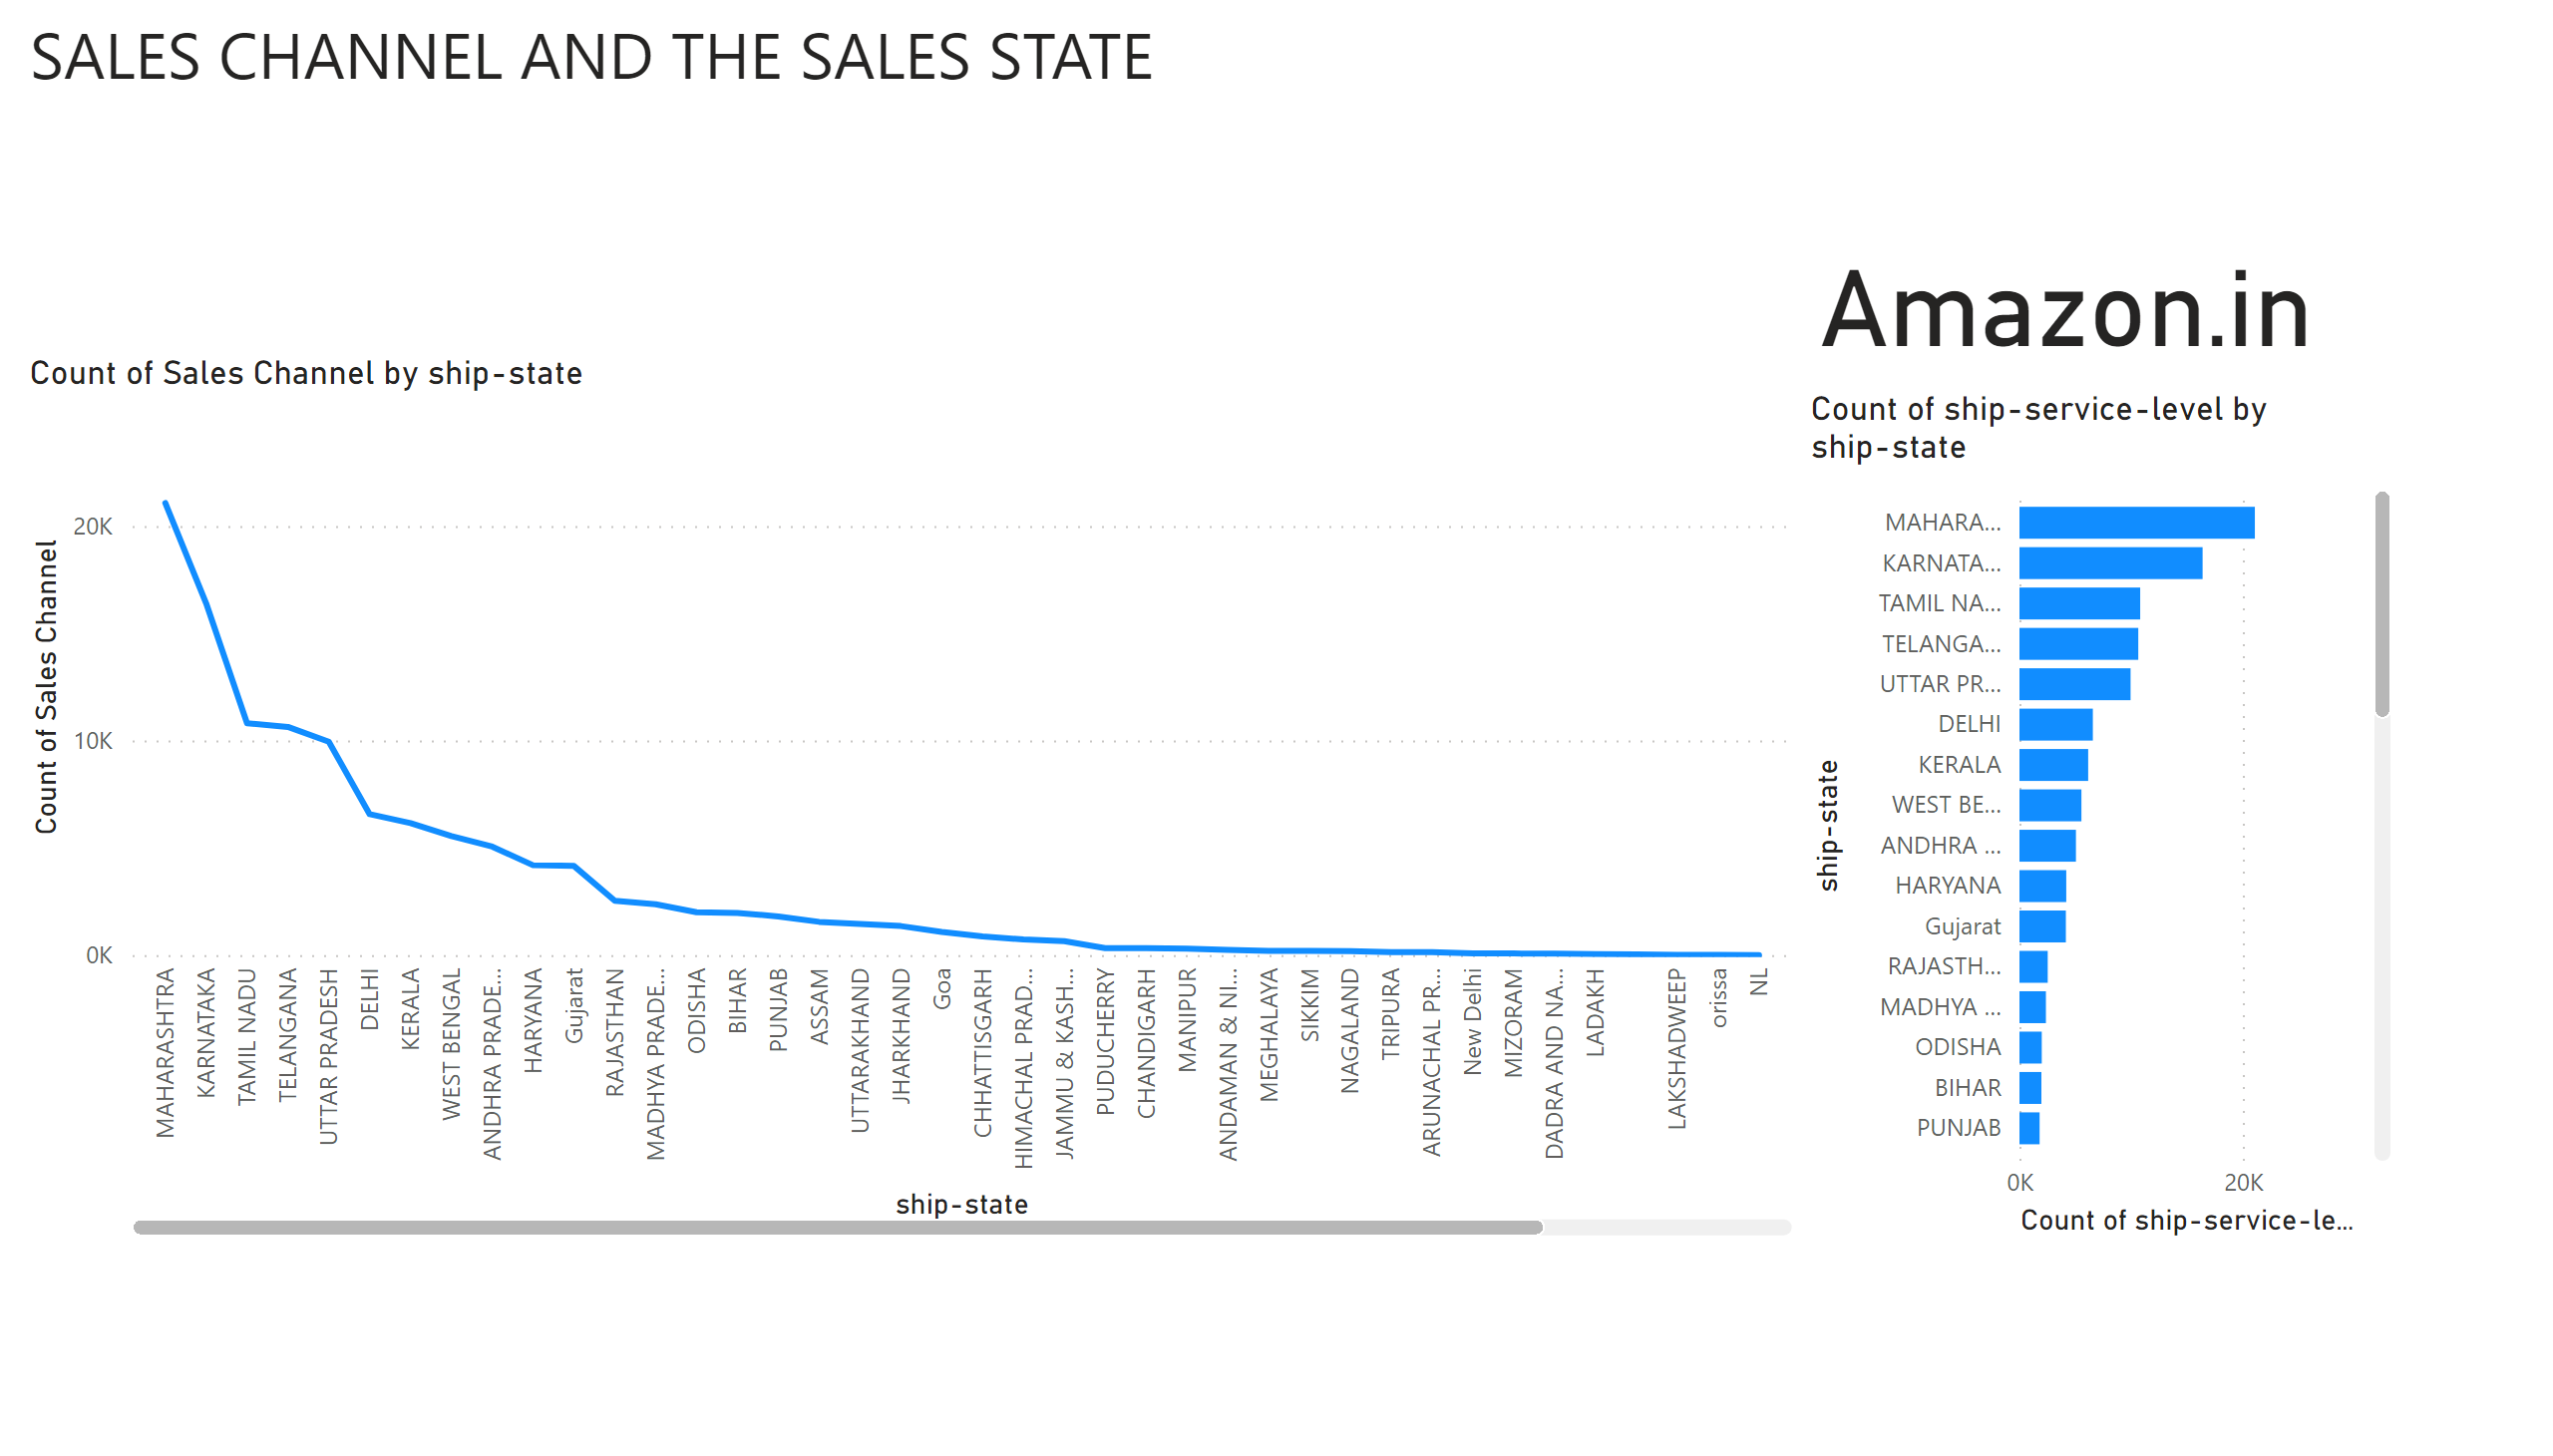 SALES CHANNEL AND THE SALES STATE
Amazon.in
Count of Sales Channel by ship-state
Count of Sales Channel
20K
10K
0K
MAHARASHTRA
KARNATAKA
TAMIL NADU
TELANGANA
UTTAR PRADESH
DELHI
KERALA
WEST BENGAL
ANDHRA PRADE...
HARYANA
Gujarat
RAJASTHAN
MADHYA PRADE...
ODISHA
BIHAR
PUNJAB
ASSAM
UTTARAKHAND
JHARKHAND
Goa
CHHATTISGARH
HIMACHAL PRAD...
JAMMU & KASH...
PUDUCHERRY
CHANDIGARH
MANIPUR
ANDAMAN & NI...
MEGHALAYA
SIKKIM
NAGALAND
TRIPURA
ARUNACHAL PR...
New Delhi
MIZORAM
DADRA AND NA...
LADAKH
LAKSHADWEEP
orissa
NL
ship-state
Count of ship-service-level by
ship-state
ship-state
MAHARA...
KARNATA...
TAMIL NA...
TELANGA...
UTTAR PR...
DELHI
KERALA
WEST BE...
ANDHRA ...
HARYANA
Gujarat
RAJASTH...
MADHYA ...
ODISHA
BIHAR
PUNJAB
0K 20K
Count of ship-service-le...